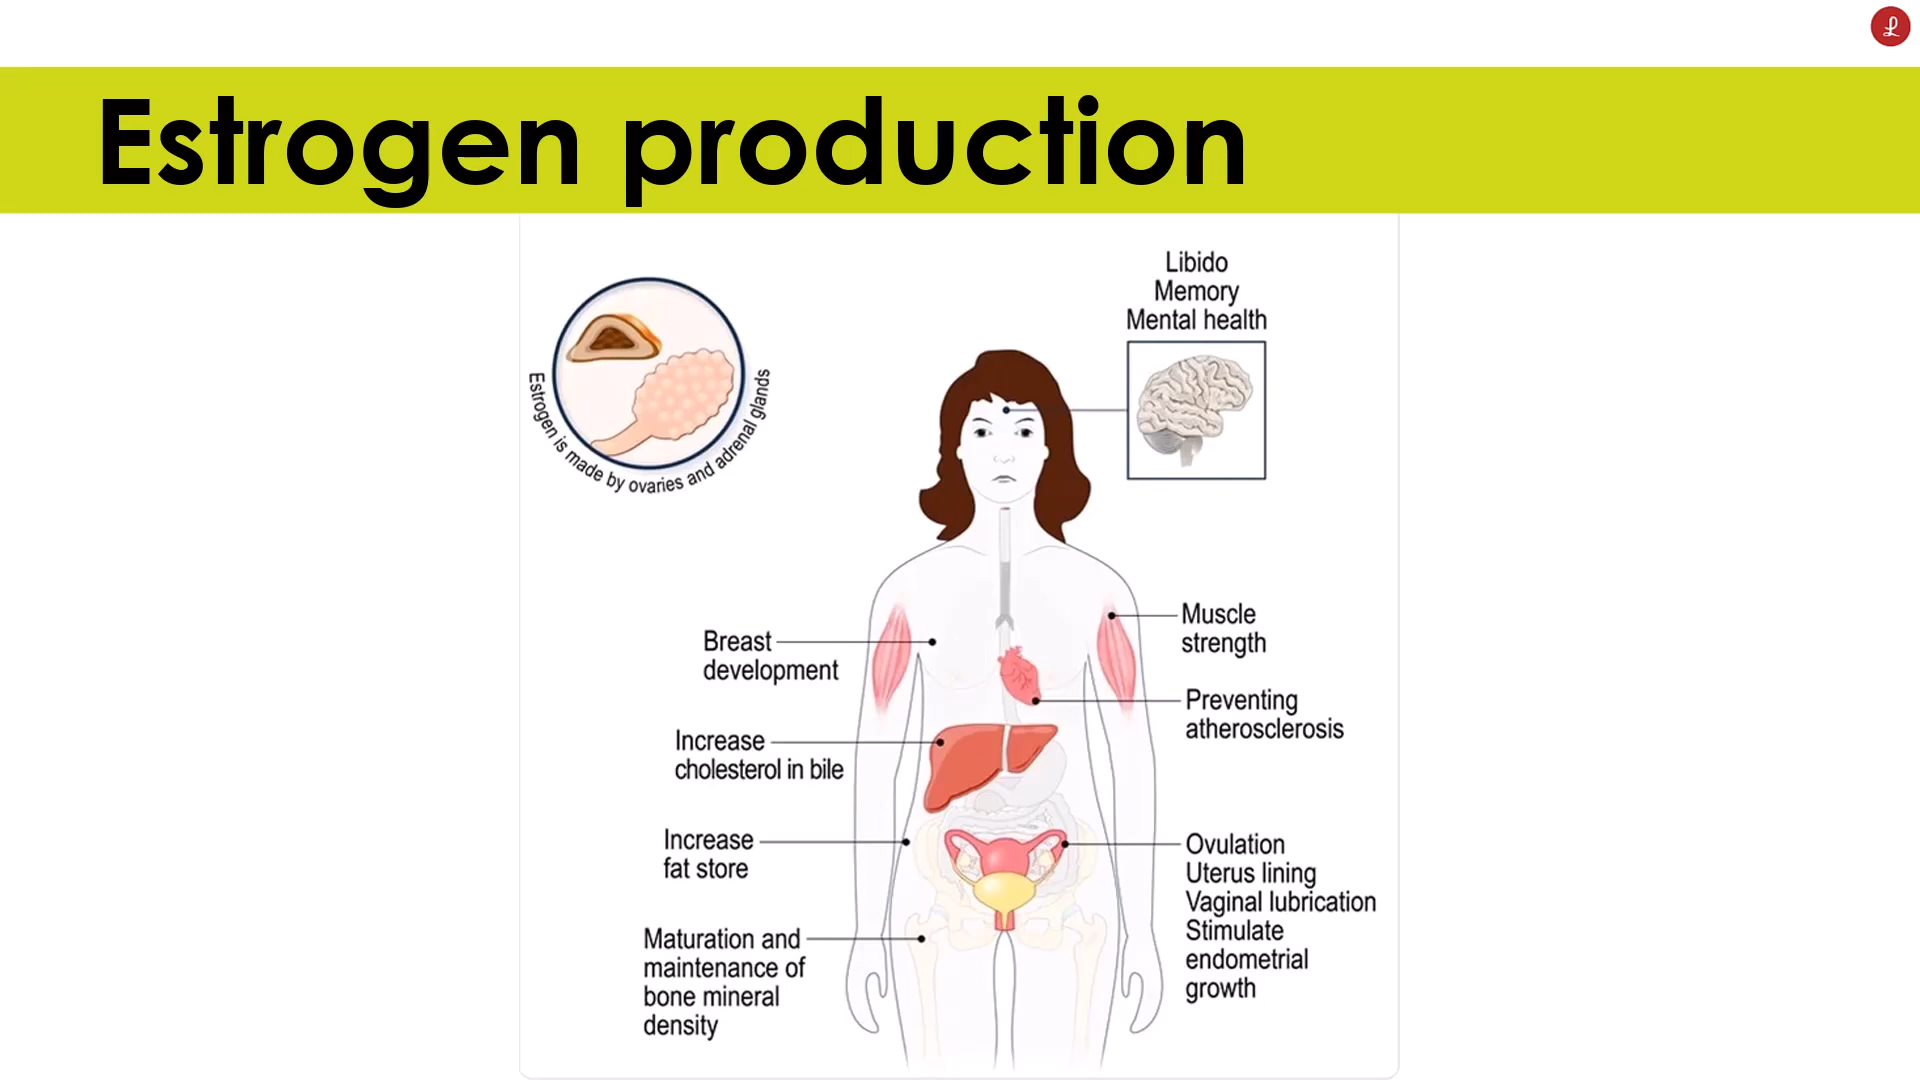 Estrogen production
Estrogen is made by ovaries and adrenal glands
Libido
Memory
Mental health
Breast
development
Increase
cholesterol in bile
Increase
fat store
Maturation and
maintenance of
bone mineral
density
Muscle
strength
Preventing
atherosclerosis
Ovulation
Uterus lining
Vaginal lubrication
Stimulate
endometrial
growth